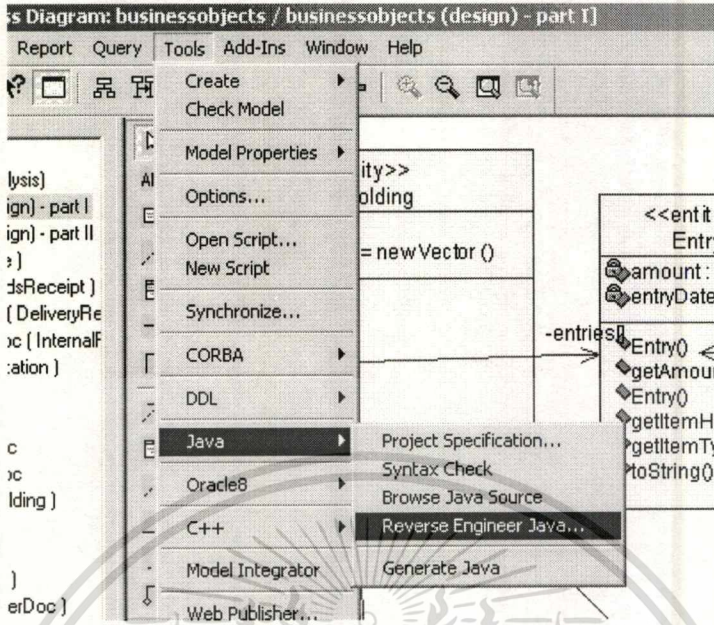 ss Diagram: businessobjects / businessobjects (design) - part I]
Report Query Tools Add-Ins Window Help
Create
Check Model
Model Properties
Options...
Open Script...
New Script
Synchronize...
CORBA
DDL
Java
Oracle8
C++
Model Integrator
Web Publisher...
Project Specification...
Syntax Check
Browse Java Source
Reverse Engineer Java...
Generate Java
lysis)
ign) - part I
ign) - part II
e )
dsReceipt )
( DeliveryRe
oc ( InternalF
:ation )
c
oc
lding )
)
erDoc )
ity>>
olding
= newVector ()
-entries[]
<<entit
Entry
amount :
entryDate
Entry()
getAmou
Entry()
getItemH
getItemTy
toString()